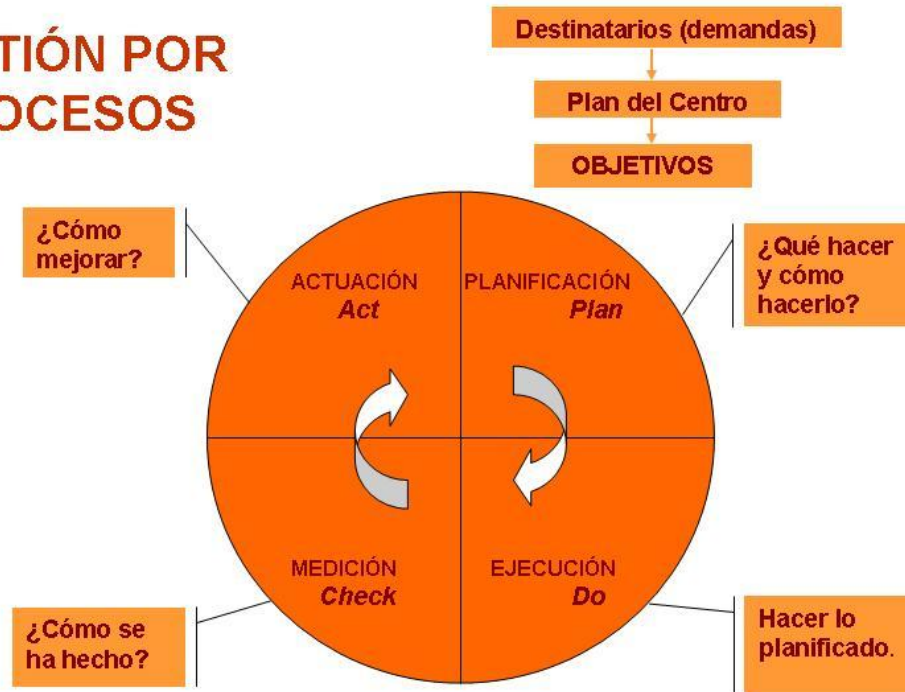 TIÓN POR
OCESOS
Destinatarios (demandas)
Plan del Centro
OBJETIVOS
¿Cómo
mejorar?
ACTUACIÓN
Act
PLANIFICACIÓN
Plan
¿Qué hacer
y cómo
hacerlo?
MEDICIÓN
Check
EJECUCIÓN
Do
¿Cómo se
ha hecho?
Hacer lo
planificado.